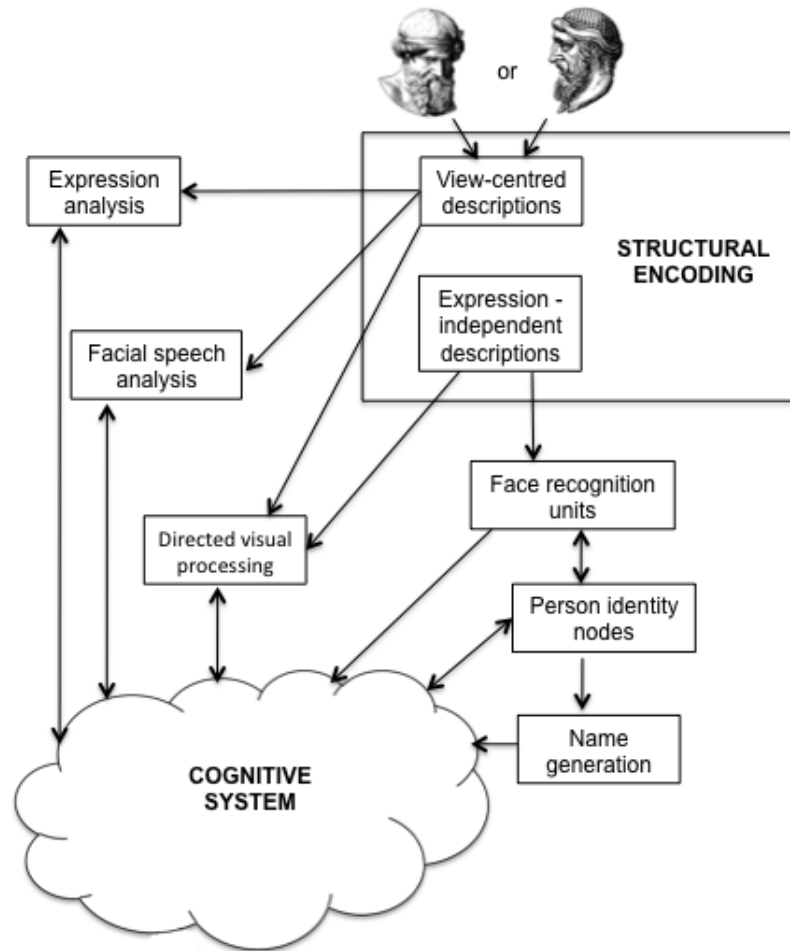 or
Expression
analysis
View-centred
descriptions
STRUCTURAL
ENCODING
Expression -
independent
descriptions
Facial speech
analysis
Face recognition
units
Directed visual
processing
Person identity
nodes
Name
generation
COGNITIVE
SYSTEM